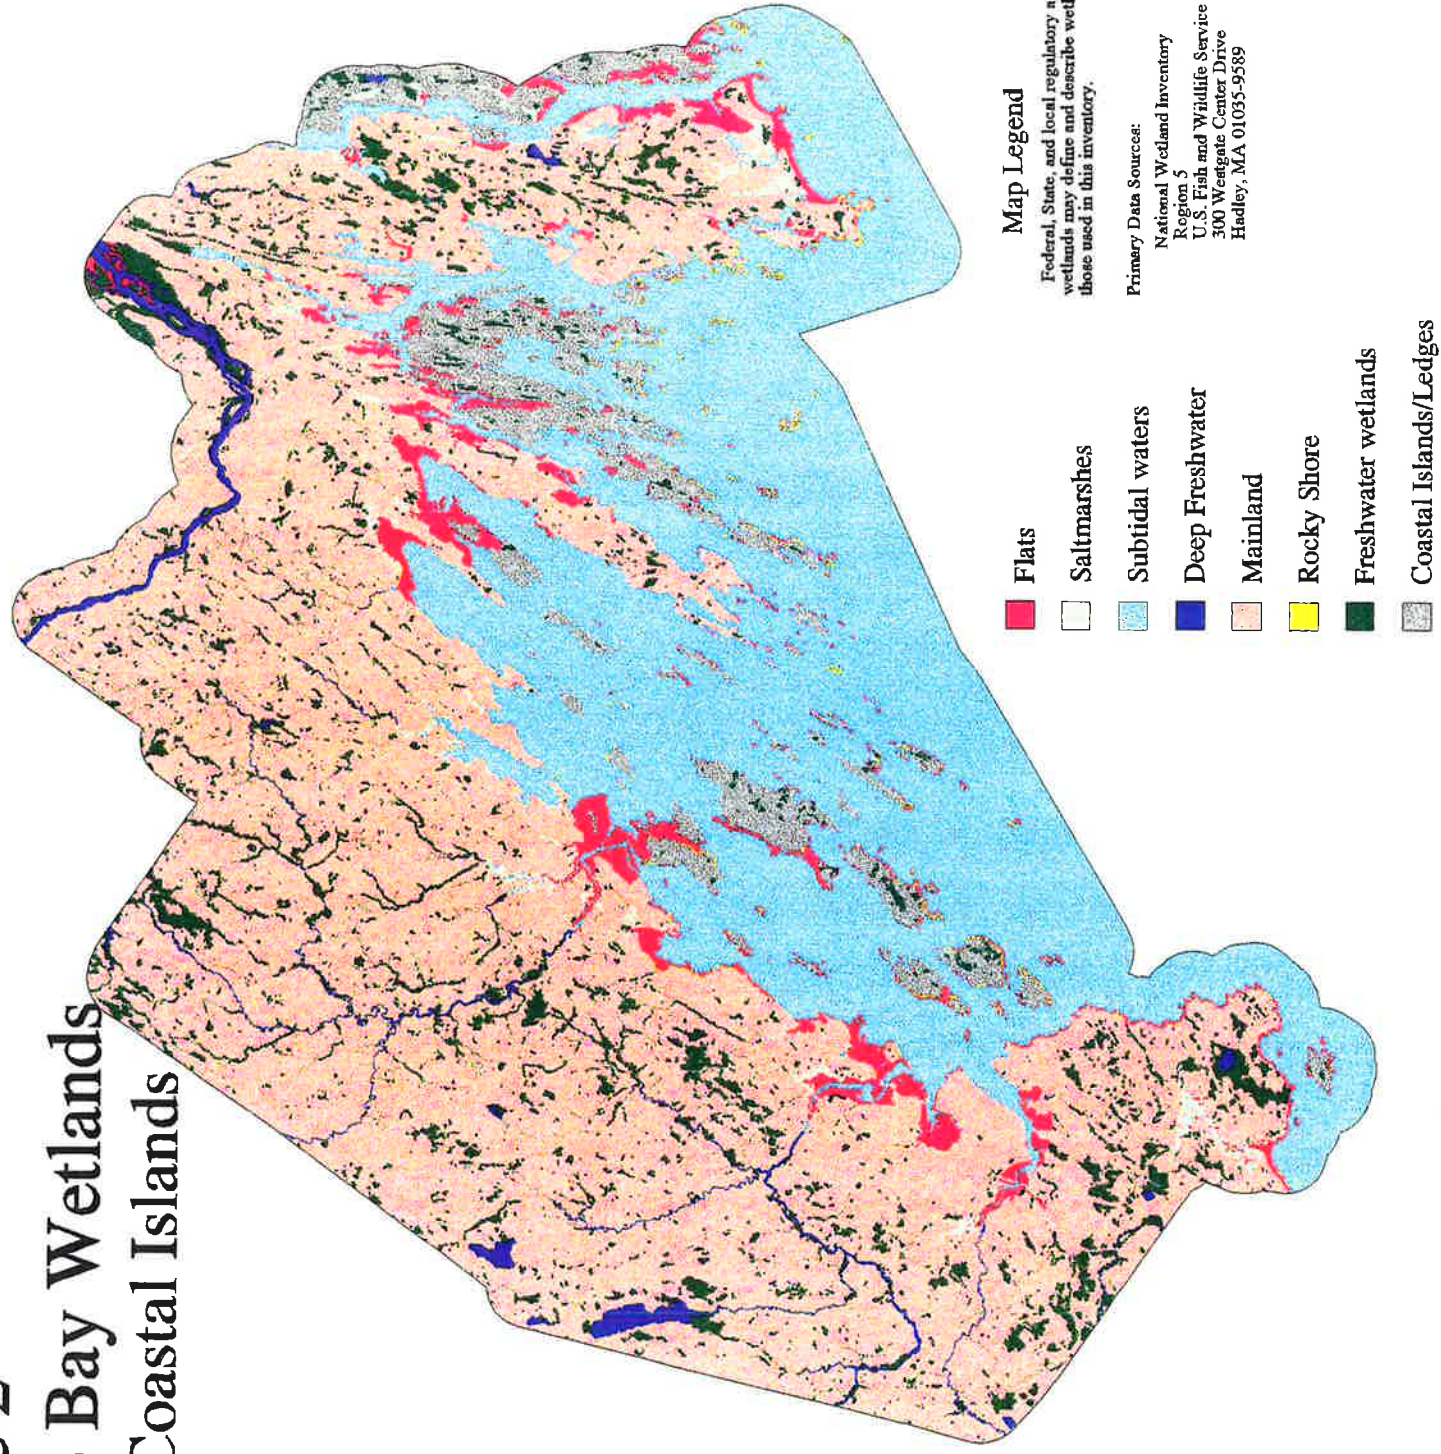 Bay Wetlands
Coastal Islands
Map Legend
Federal, State, and local regulatory a
wetlands may define and describe wetl
those used in this inventory.
Primary Data Sources:
National Wetland Inventory
Region 5
U.S. Fish and Wildlife Service
300 Westgate Center Drive
Hadley, MA 01035-9589
Flats
Saltmarshes
Subtidal waters
Deep Freshwater
Mainland
Rocky Shore
Freshwater wetlands
Coastal Islands/Ledges